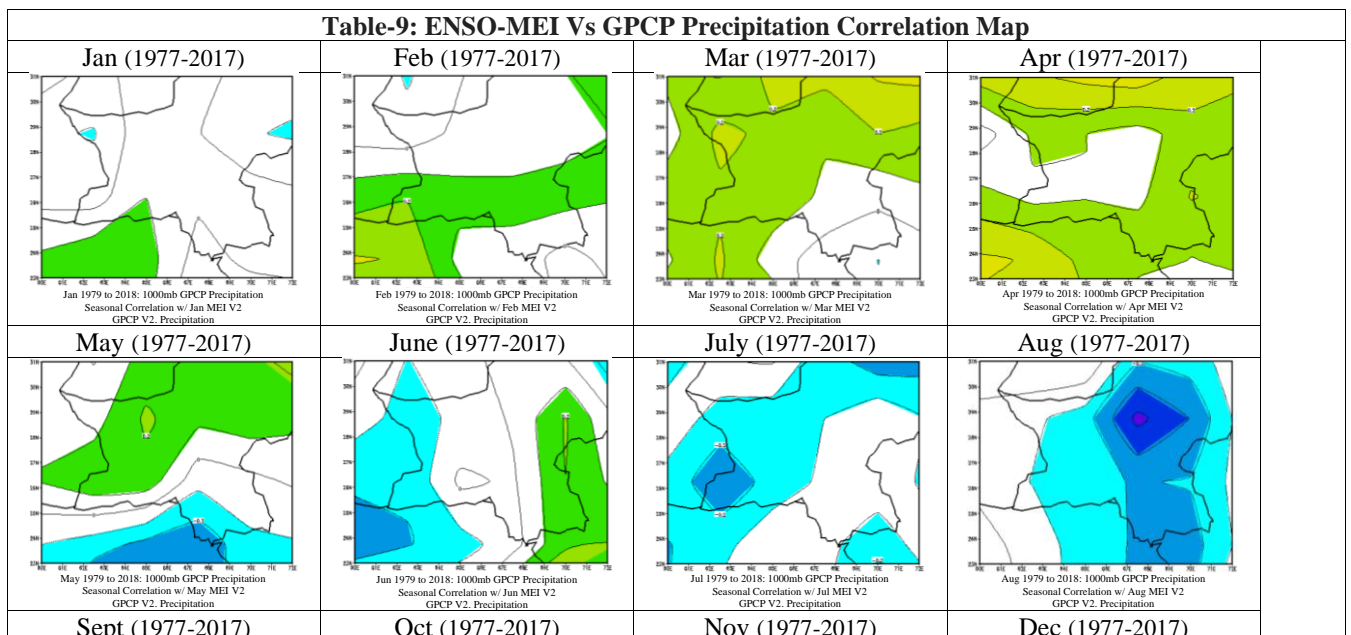 Table-9: ENSO-MEI Vs GPCP Precipitation Correlation Map
Jan (1977-2017)
Feb (1977-2017)
Mar (1977-2017)
Apr (1977-2017)
Jan 1979 to 2018: 1000mb GPCP Precipitation
Seasonal Correlation w/ Jan MEI V2
GPCP V2. Precipitation
Feb 1979 to 2018: 1000mb GPCP Precipitation
Seasonal Correlation w/ Feb MEI V2
GPCP V2. Precipitation
Mar 1979 to 2018: 1000mb GPCP Precipitation
Seasonal Correlation w/ Mar MEI V2
GPCP V2. Precipitation
Apr 1979 to 2018: 1000mb GPCP Precipitation
Seasonal Correlation w/ Apr MEI V2
GPCP V2. Precipitation
May (1977-2017)
June (1977-2017)
July (1977-2017)
Aug (1977-2017)
May 1979 to 2018: 1000mb GPCP Precipitation
Seasonal Correlation w/ May MEI V2
GPCP V2. Precipitation
Jun 1979 to 2018: 1000mb GPCP Precipitation
Seasonal Correlation w/ Jun MEI V2
GPCP V2. Precipitation
Jul 1979 to 2018: 1000mb GPCP Precipitation
Seasonal Correlation w/ Jul MEI V2
GPCP V2. Precipitation
Aug 1979 to 2018: 1000mb GPCP Precipitation
Seasonal Correlation w/ Aug MEI V2
GPCP V2. Precipitation
Sept (1977-2017)
Oct (1977-2017)
Nov (1977-2017)
Dec (1977-2017)